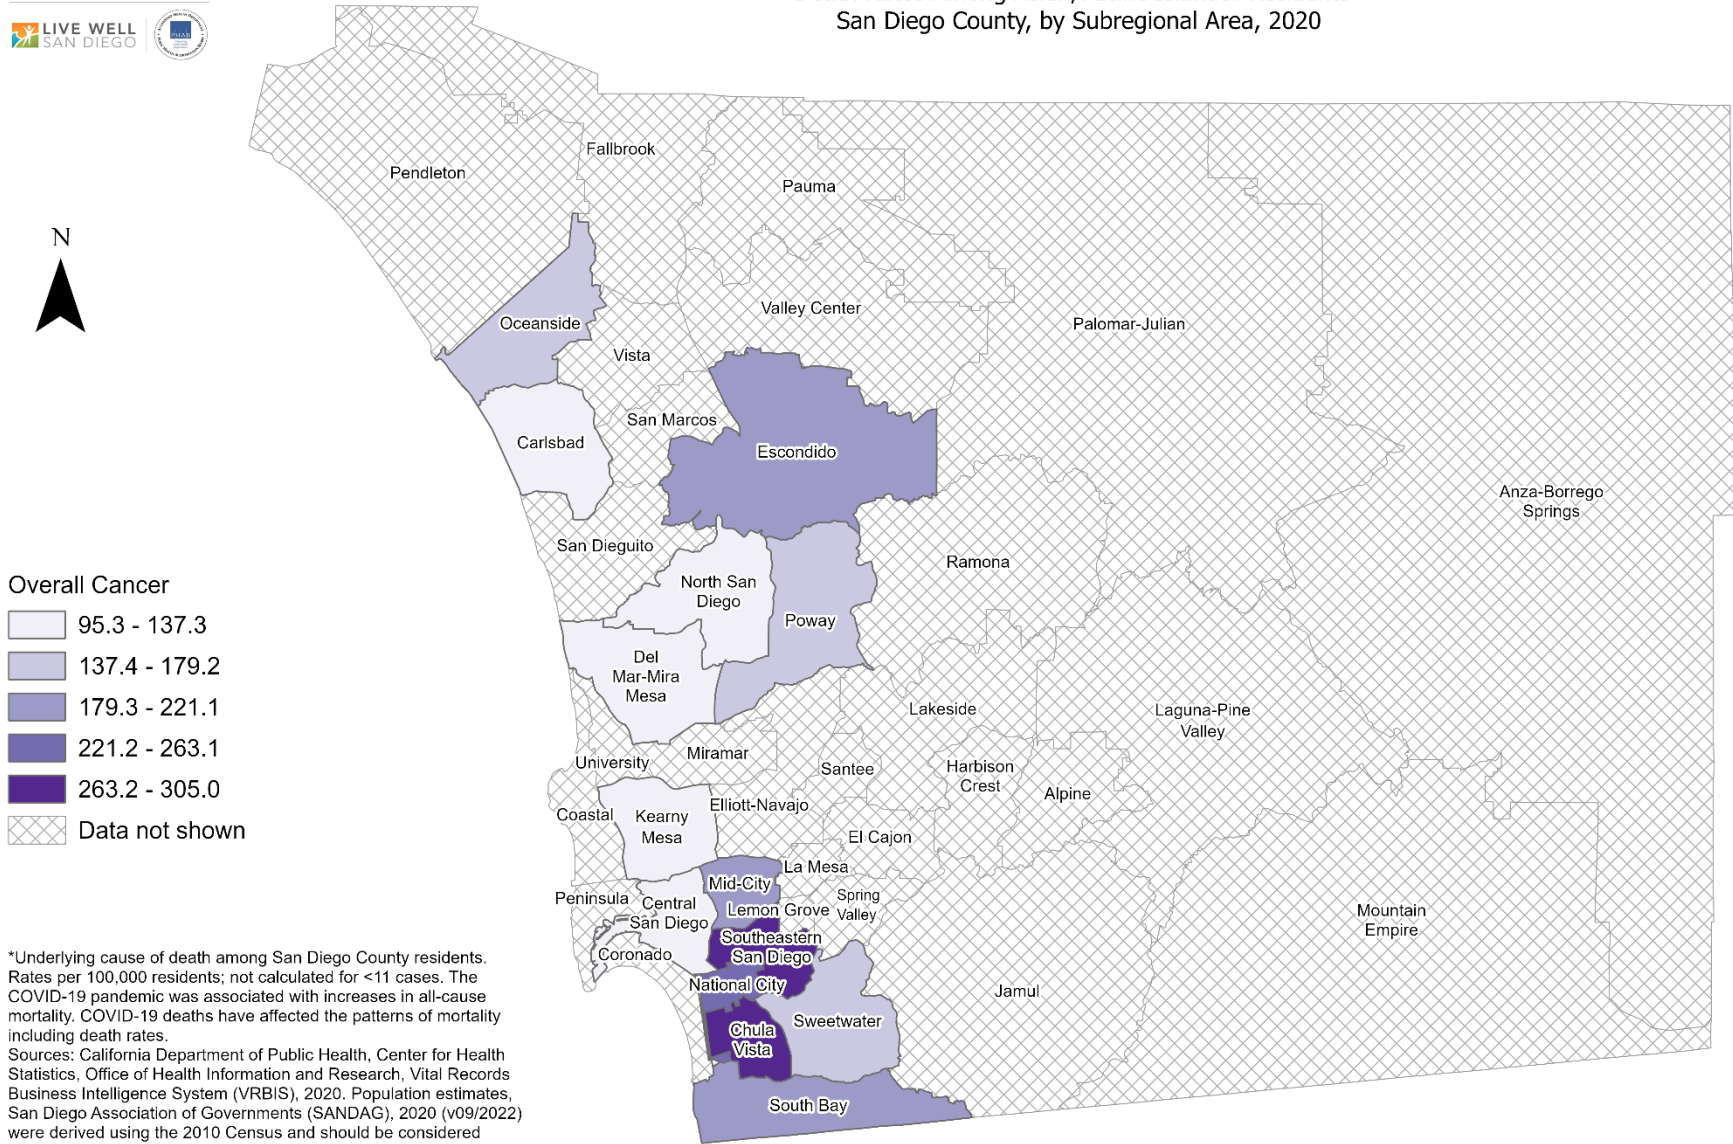 LIVE WELL
SAN DIEGO
PHAB
San Diego County, by Subregional Area, 2020
Fallbrook
Pendleton
Pauma
N
Valley Center
Oceanside
Palomar-Julian
Vista
San Marcos
Carlsbad
Escondido
Anza-Borrego
Springs
San Dieguito
Ramona
North San
Diego
Poway
Del
Mar-Mira
Mesa
Lakeside
Laguna-Pine
Valley
Miramar
University
Santee
Harbison
Crest
Alpine
Elliott-Navajo
Coastal
Kearny
Mesa
El Cajon
La Mesa
Mid-City
Peninsula
Central
San Diego
Spring
Valley
Lemon Grove
Mountain
Empire
Southeastern
San Diego
Coronado
National City
Jamul
Sweetwater
Chula
Vista
South Bay
Overall Cancer
95.3 - 137.3
137.4 - 179.2
179.3 - 221.1
221.2 - 263.1
263.2 - 305.0
Data not shown
*Underlying cause of death among San Diego County residents.
Rates per 100,000 residents; not calculated for <11 cases. The
COVID-19 pandemic was associated with increases in all-cause
mortality. COVID-19 deaths have affected the patterns of mortality
including death rates.
Sources: California Department of Public Health, Center for Health
Statistics, Office of Health Information and Research, Vital Records
Business Intelligence System (VRBIS), 2020. Population estimates,
San Diego Association of Governments (SANDAG), 2020 (v09/2022)
were derived using the 2010 Census and should be considered